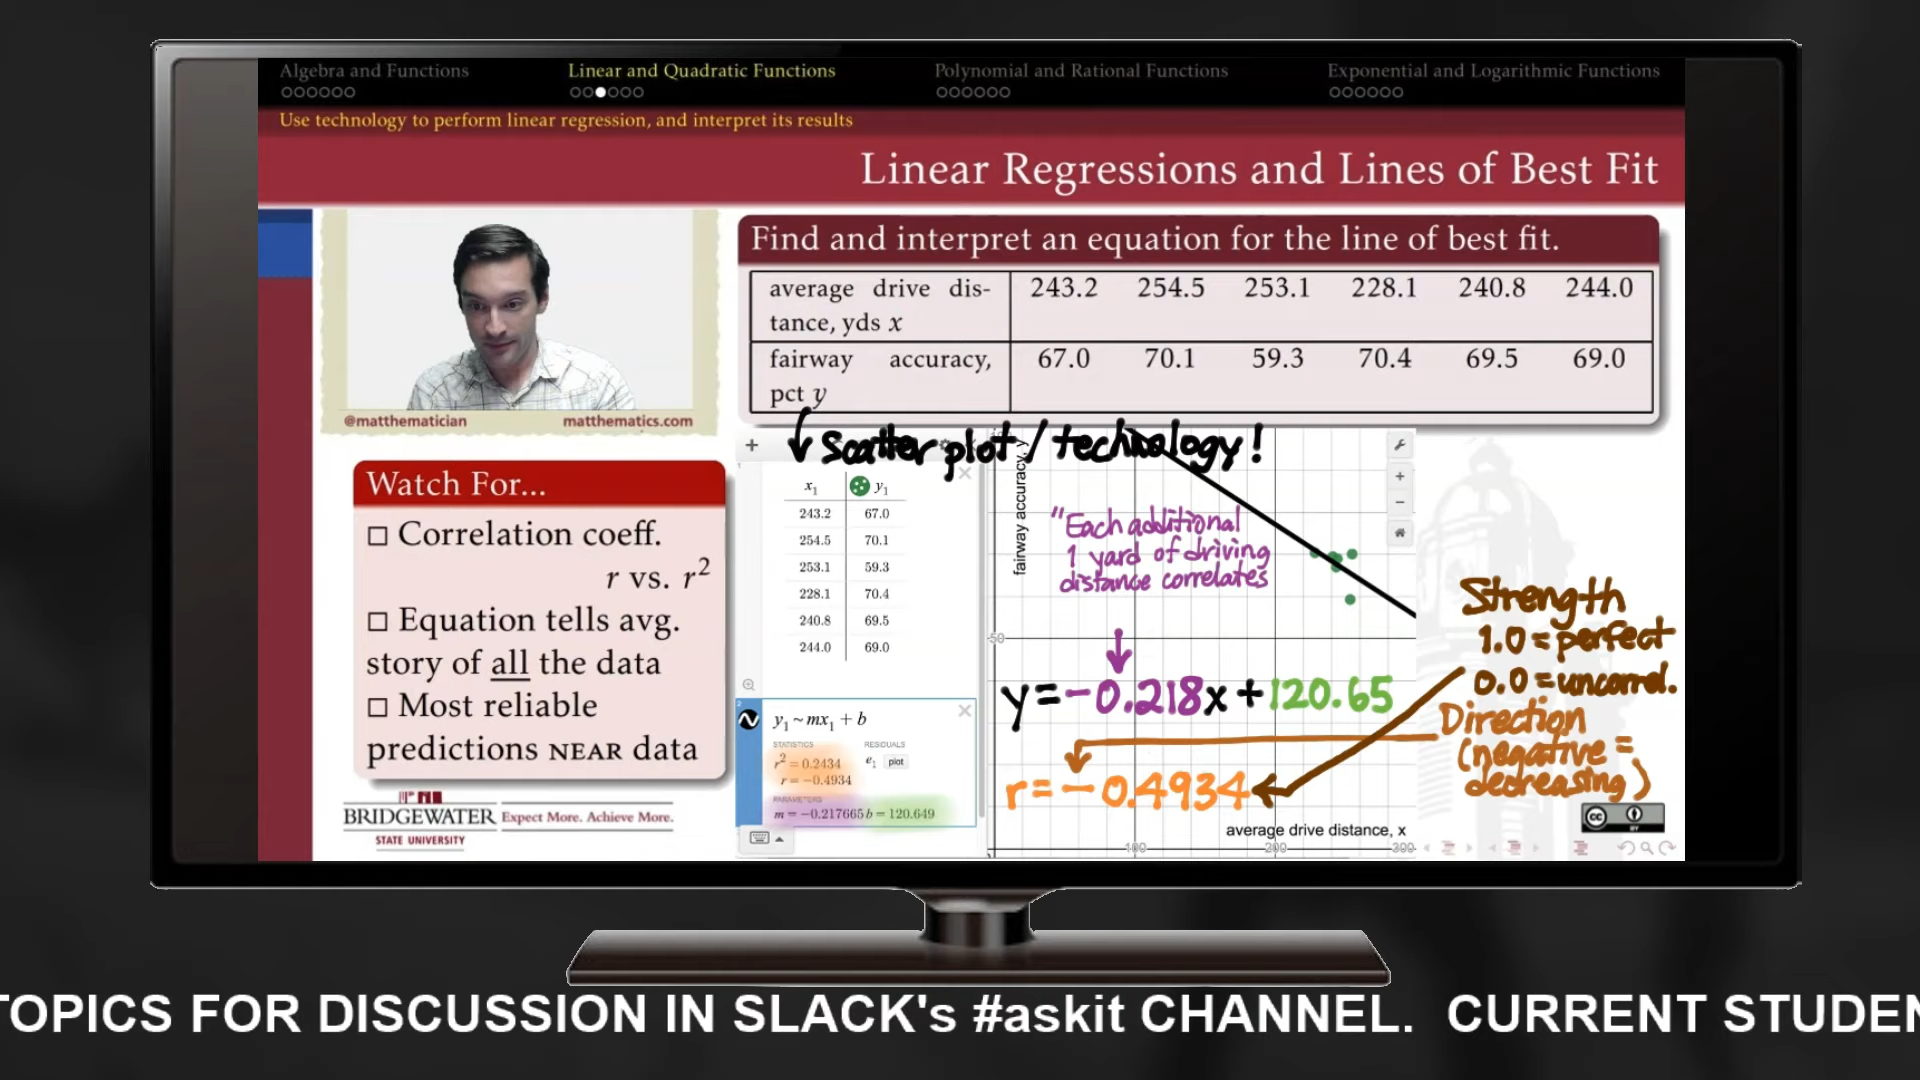 Algebra and Functions
Linear and Quadratic Functions
Polynomial and Rational Functions
Exponential and Logarithmic Functions
Use technology to perform linear regression, and interpret its results
Linear Regressions and Lines of Best Fit
@matthematician
matthematics.com
Find and interpret an equation for the line of best fit.
average drive dis-
tance, yds x
243.2 254.5 253.1 228.1 240.8 244.0
fairway accuracy,
pct y
67.0 70.1 59.3 70.4 69.5 69.0
Scatter plot / technology!
Watch For...
□ Correlation coeff.
r vs. r²
□ Equation tells avg.
story of all the data
□ Most reliable
predictions NEAR data
BRIDGEWATER
STATE UNIVERSITY
Expect More. Achieve More.
x₁ y₁
243.2 67.0
254.5 70.1
253.1 59.3
228.1 70.4
240.8 69.5
244.0 69.0
y₁ ~ mx₁ + b
STATISTICS RESIDUALS
r² = 0.2434 e₁ plot
r = −0.4934
PARAMETERS
m = −0.217665 b = 120.649
fairway accuracy, y
"Each additional
1 yard of driving
distance correlates
50
y = −0.218x + 120.65
r = −0.4934
average drive distance, x
100 200 300
Strength
1.0 = perfect
0.0 = uncorrel.
Direction
(negative =
decreasing)
cc
BY
TOPICS FOR DISCUSSION IN SLACK's #askit CHANNEL. CURRENT STUDEN